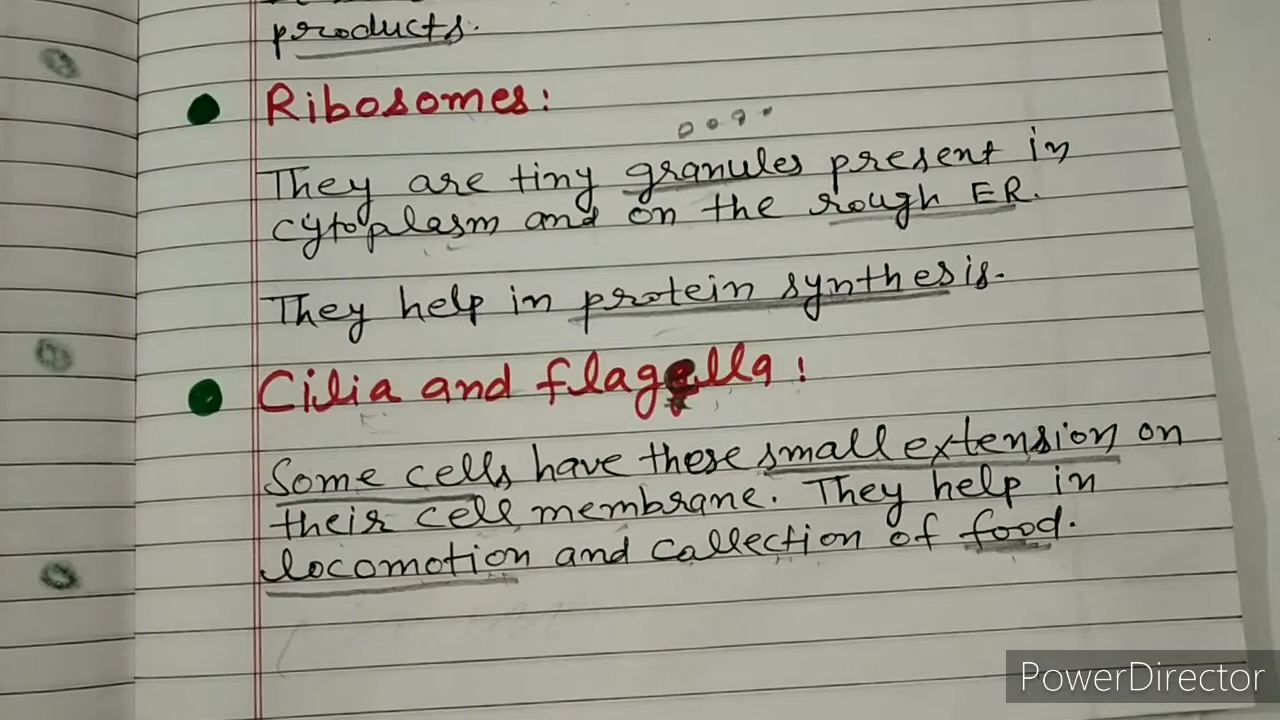 products.
Ribosomes:
They are tiny granules present in
cytoplasm and on the rough ER.
They help in protein synthesis.
Cilia and flagella:
Some cells have these small extension on
their cell membrane. They help in
locomotion and collection of food.
PowerDirector